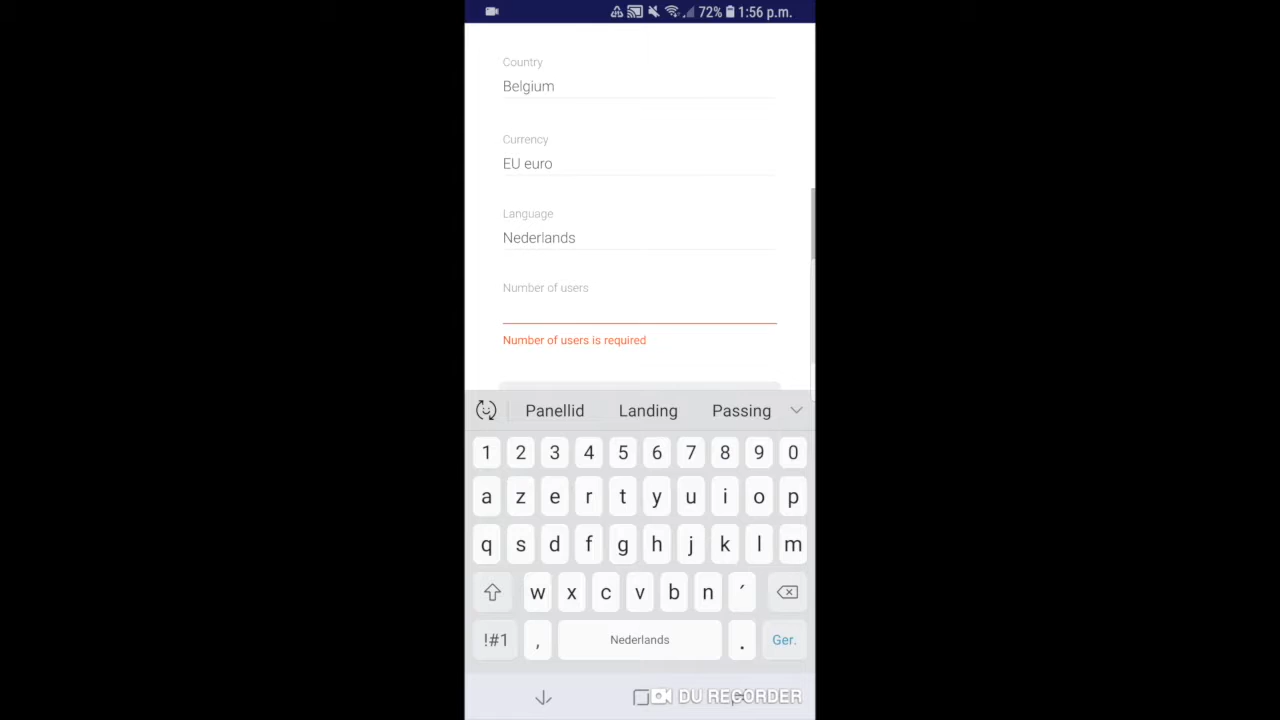 72% 1:56 p.m.
Country
Belgium
Currency
EU euro
Language
Nederlands
Number of users
Number of users is required
Panellid Landing Passing
1 2 3 4 5 6 7 8 9 0
a z e r t y u i o p
q s d f g h j k l m
w x c v b n ´
!#1 , Nederlands . Ger.
DU RECORDER